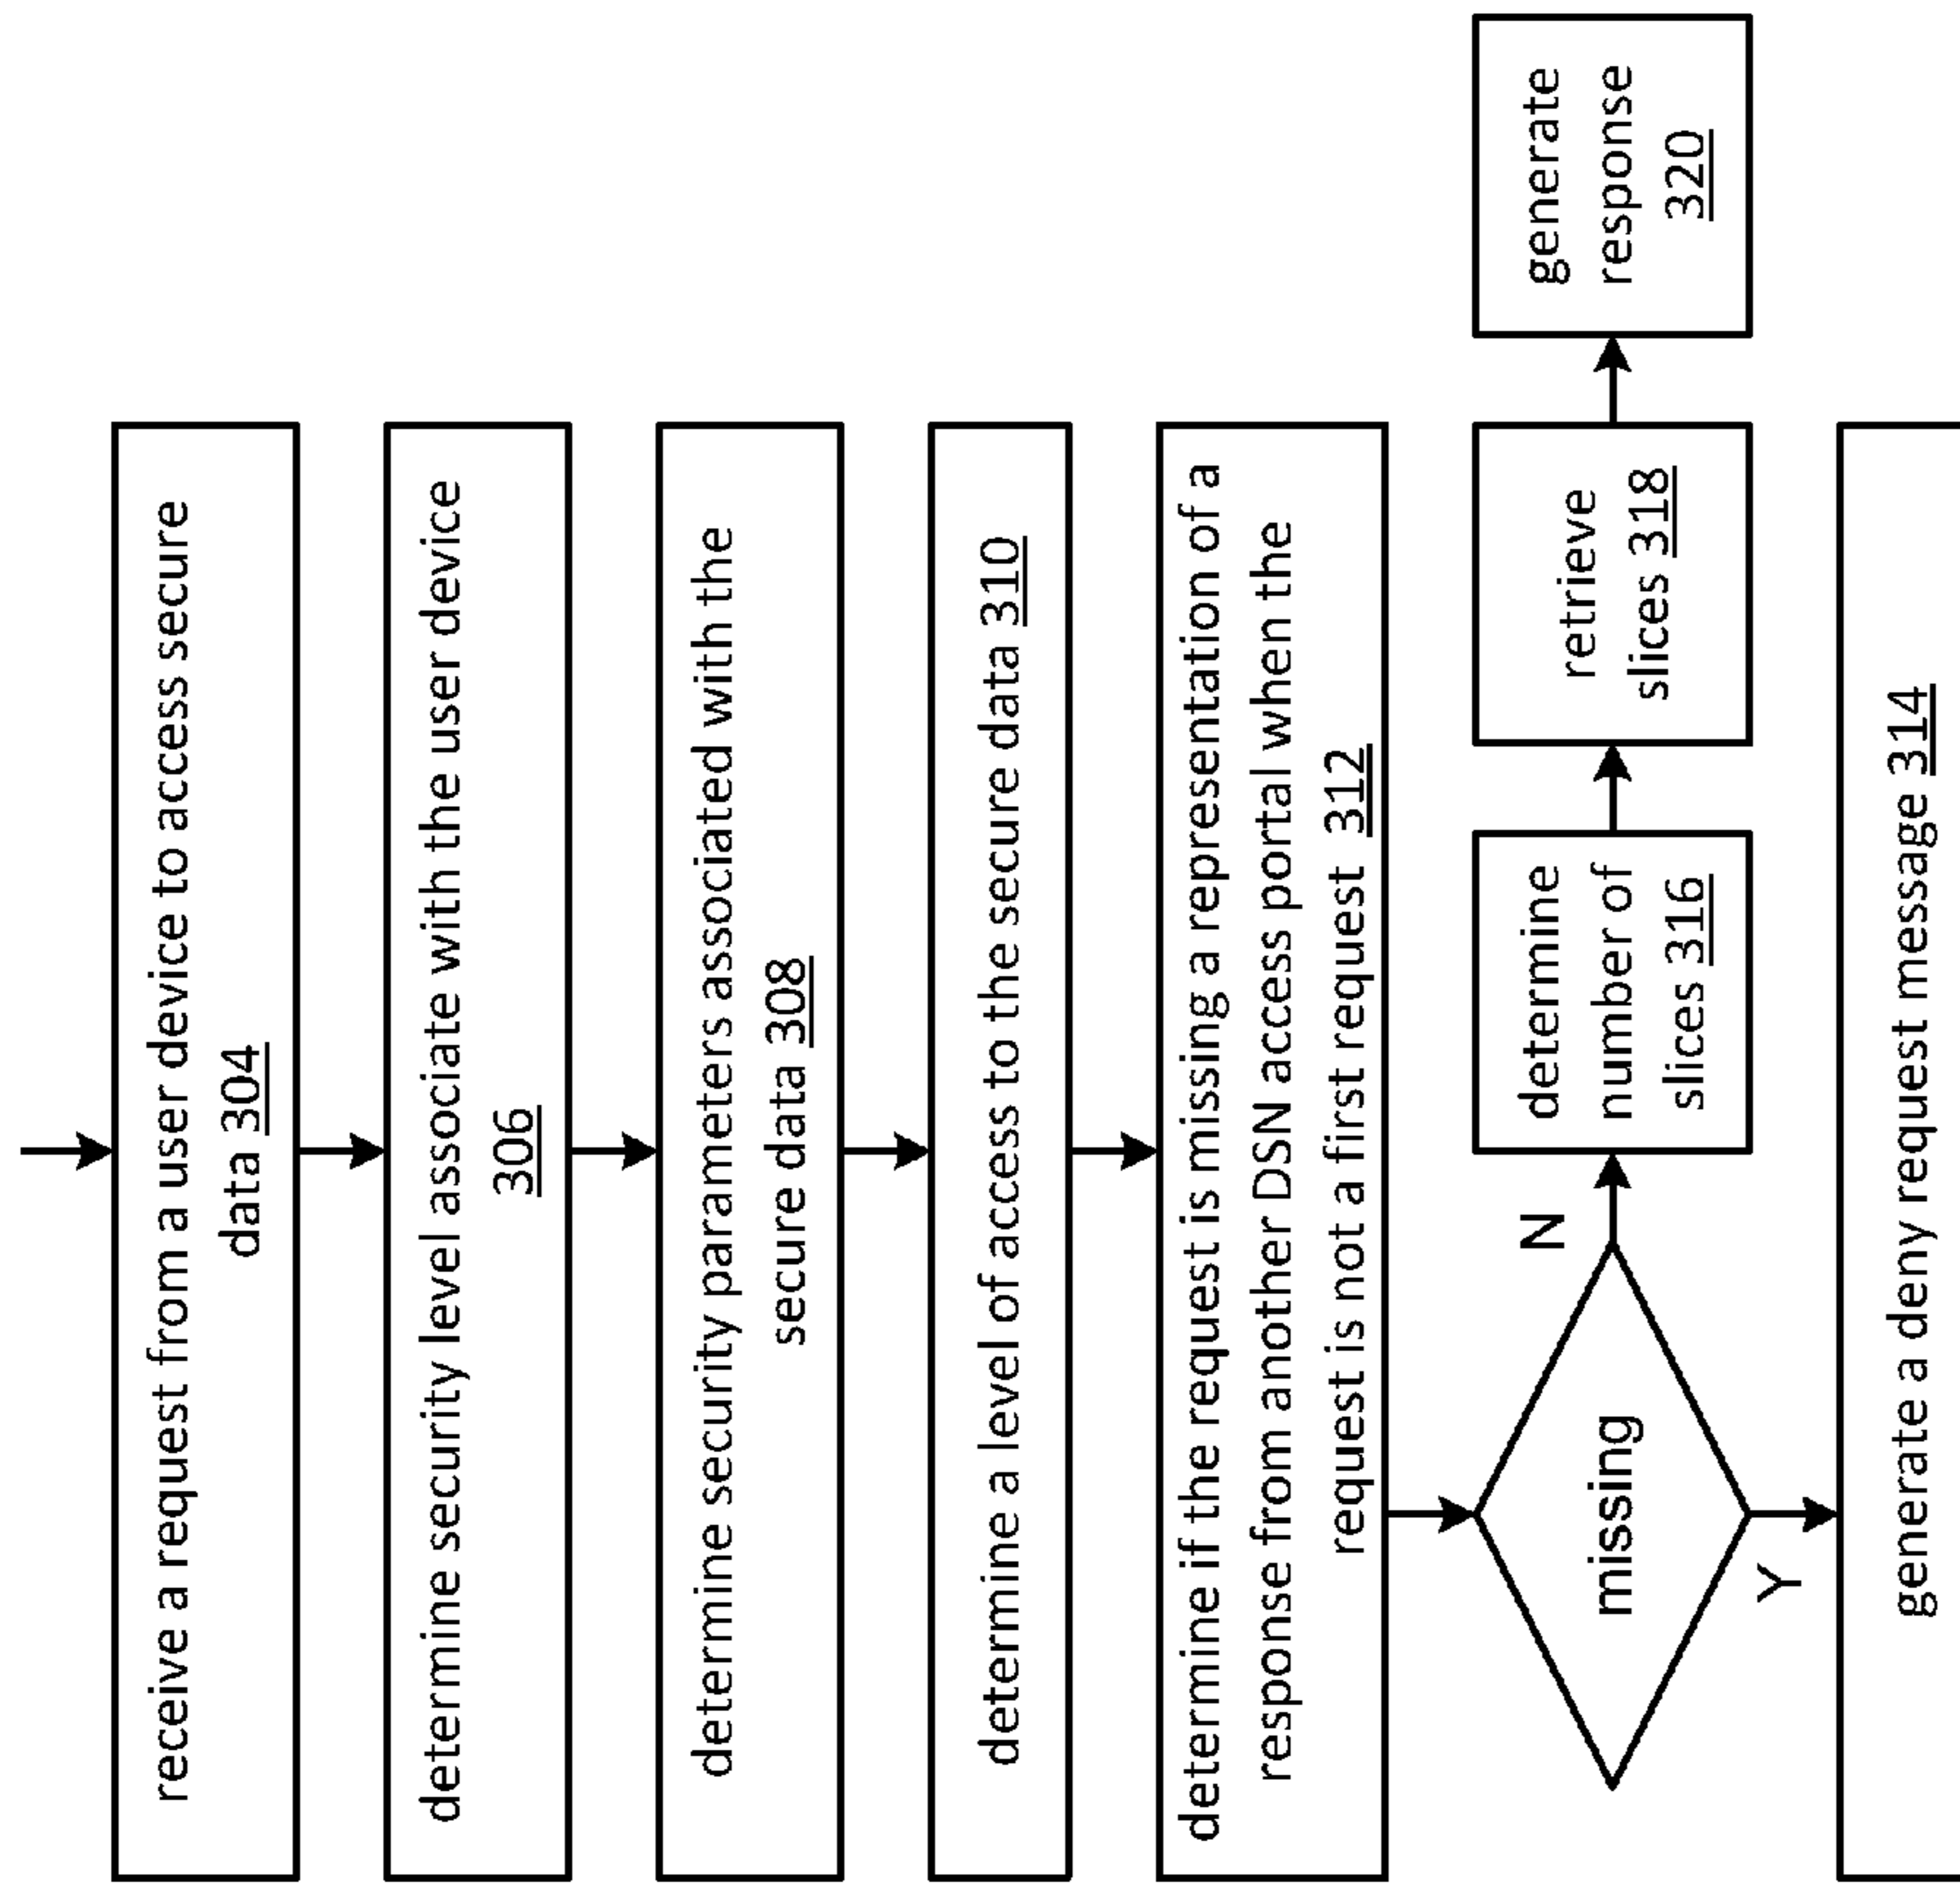 receive a request from a user device to access secure
data 304
determine security level associate with the user device
306
determine security parameters associated with the
secure data 308
determine a level of access to the secure data 310
determine if the request is missing a representation of a
response from another DSN access portal when the
request is not a first request 312
missing
N
Y
determine
number of
slices 316
retrieve
slices 318
generate
response
320
generate a deny request message 314